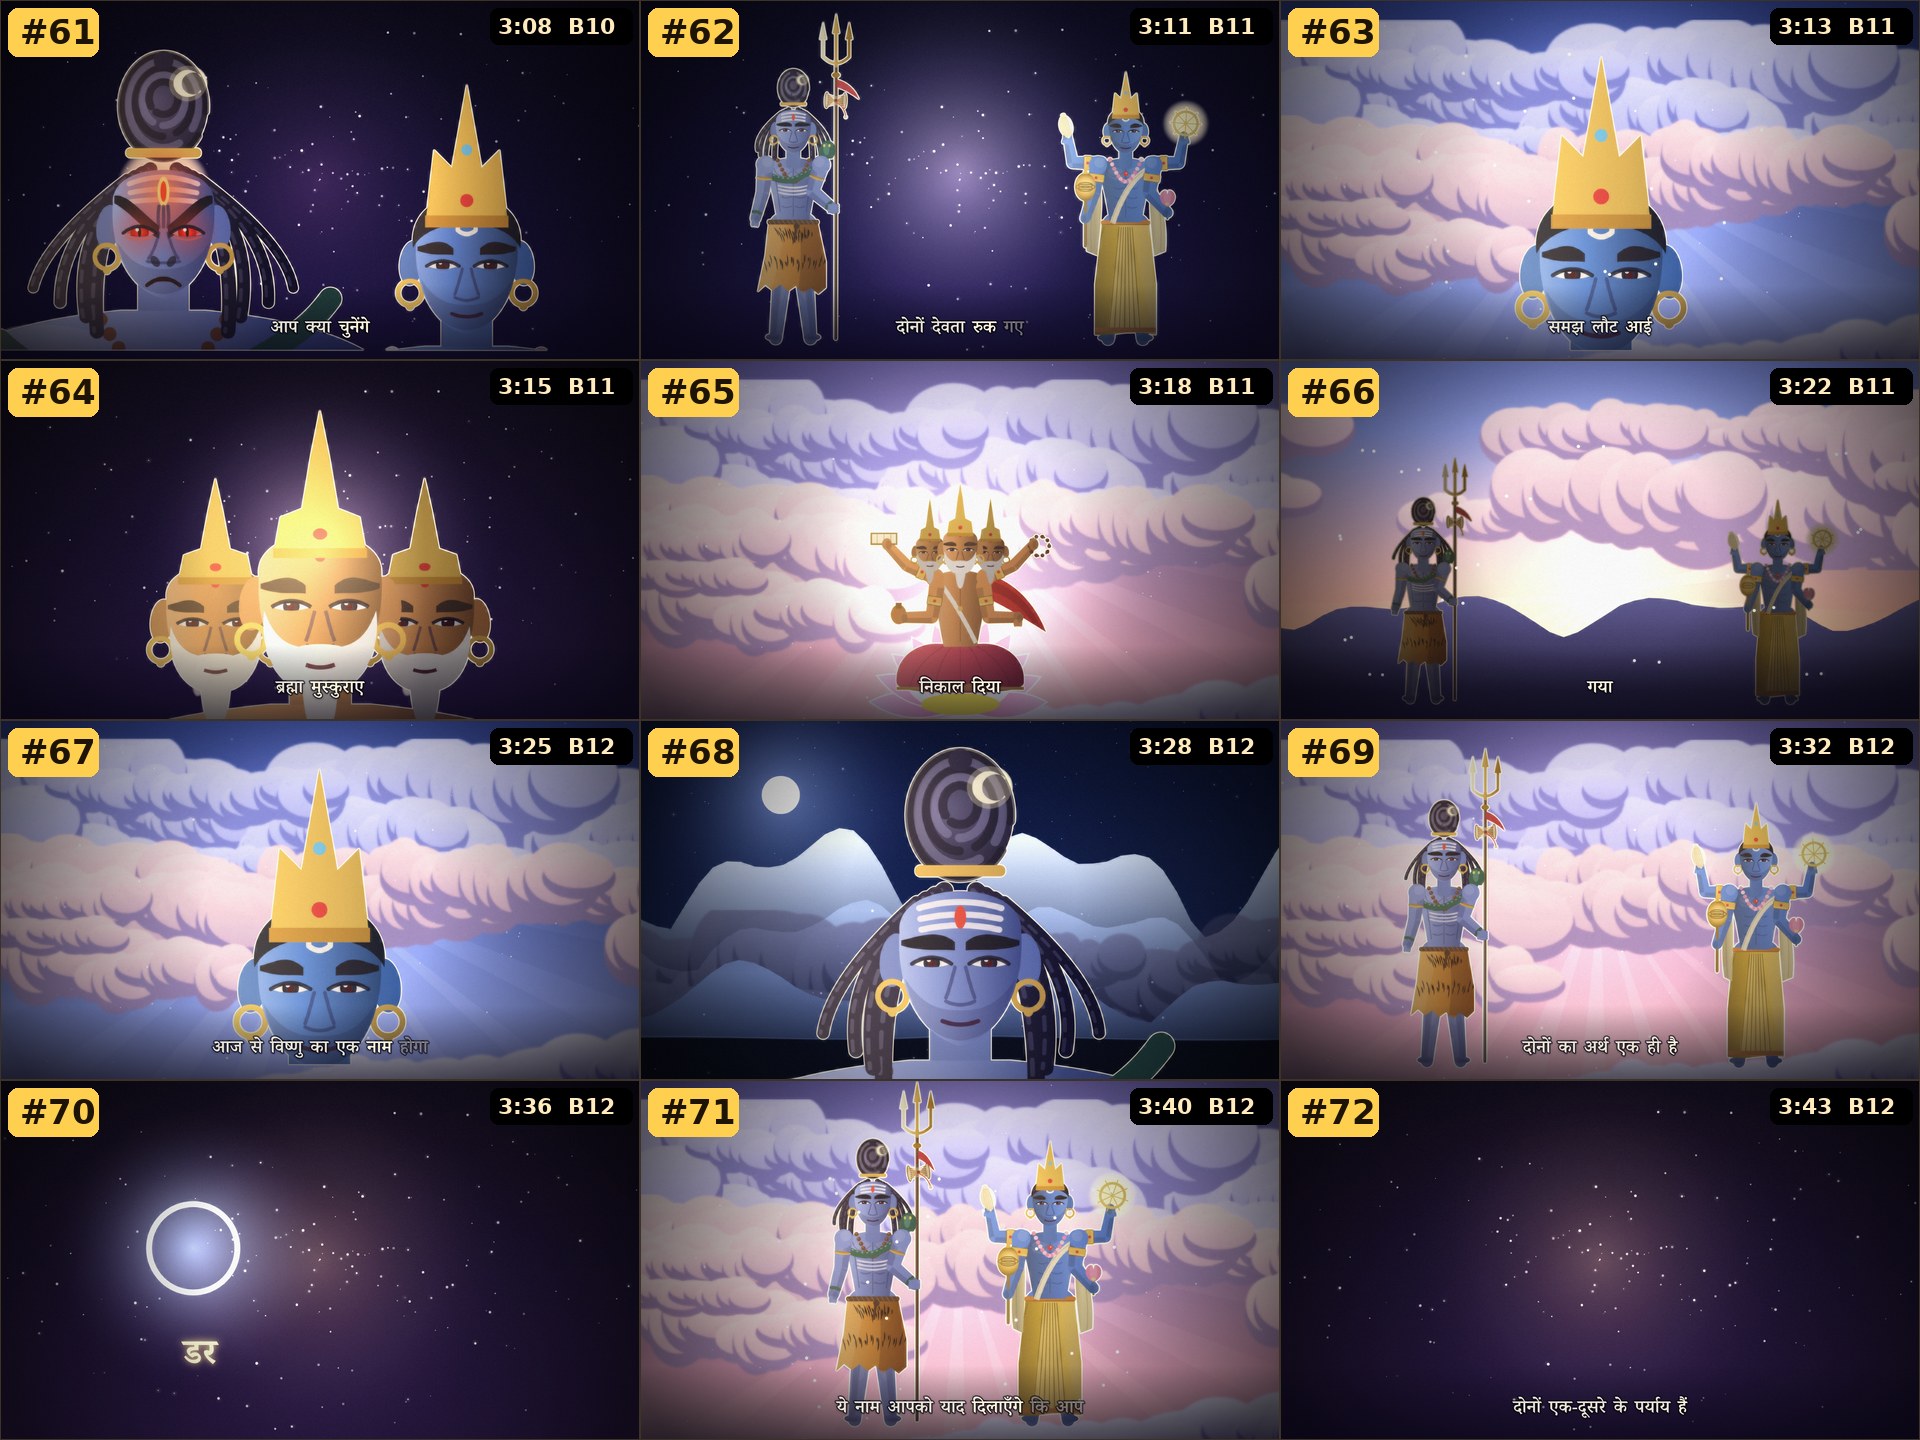 #61
3:08 B10
आप क्या चुनेंगे
#62
3:11 B11
दोनों देवता रुक गए
#63
3:13 B11
समझ लौट आई
#64
3:15 B11
ब्रह्मा मुस्कुराए
#65
3:18 B11
निकाल दिया
#66
3:22 B11
गया
#67
3:25 B12
आज से विष्णु का एक नाम होगा
#68
3:28 B12
#69
3:32 B12
दोनों का अर्थ एक ही है
#70
3:36 B12
डर
#71
3:40 B12
ये नाम आपको याद दिलाएँगे कि आप
#72
3:43 B12
दोनों एक-दूसरे के पर्याय हैं